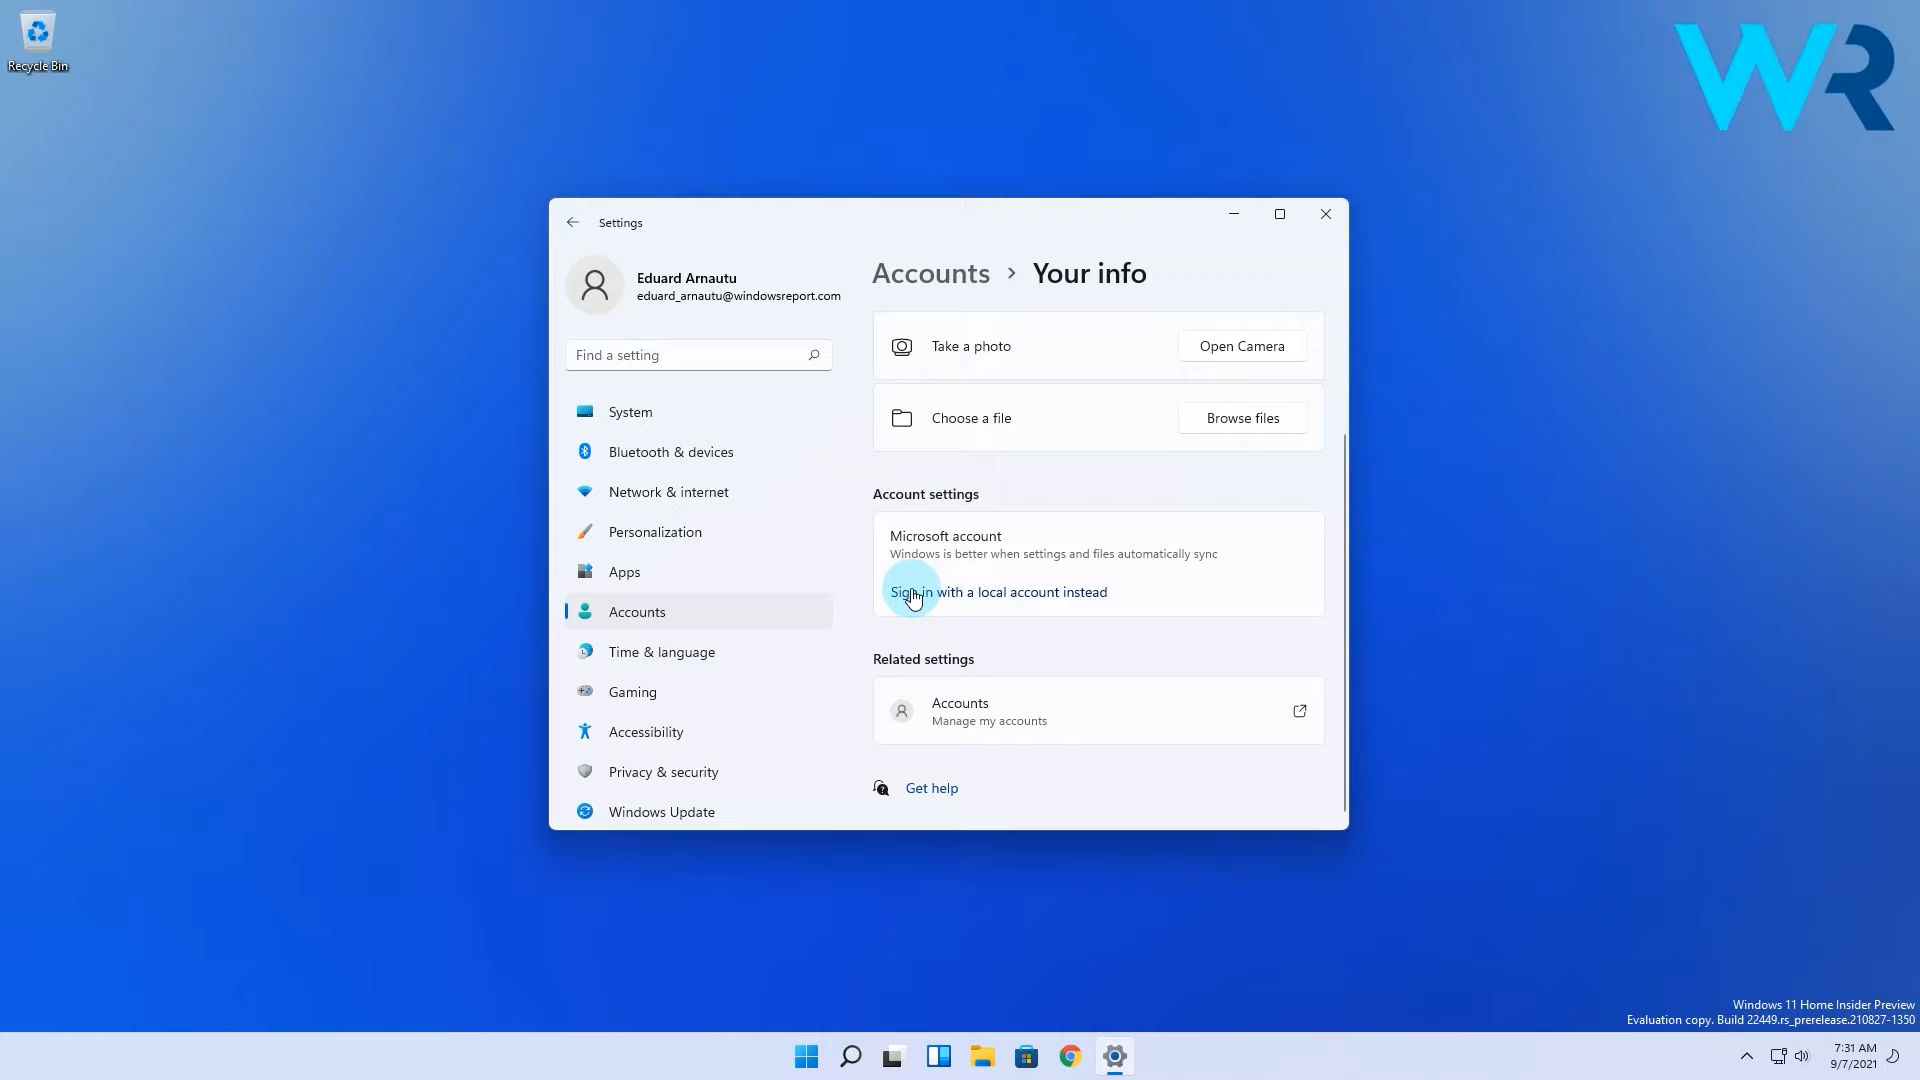 Recycle Bin
WR
Settings
Eduard Arnautu
eduard_arnautu@windowsreport.com
Find a setting
System
Bluetooth & devices
Network & internet
Personalization
Apps
Accounts
Time & language
Gaming
Accessibility
Privacy & security
Windows Update
Accounts > Your info
Take a photo
Open Camera
Choose a file
Browse files
Account settings
Microsoft account
Windows is better when settings and files automatically sync
Sign in with a local account instead
Related settings
Accounts
Manage my accounts
Get help
Windows 11 Home Insider Preview
Evaluation copy. Build 22449.rs_prerelease.210827-1350
7:31 AM
9/7/2021